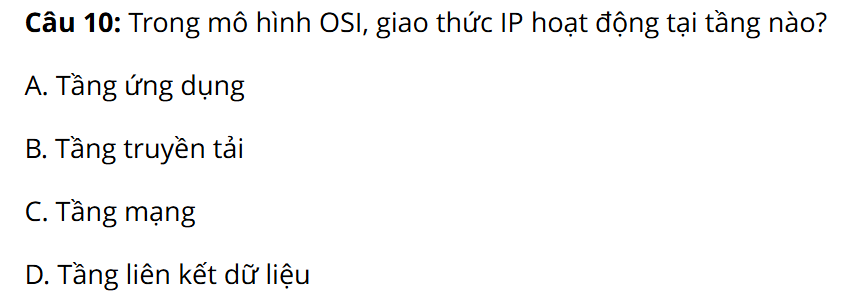 Câu 10: Trong mô hình OSI, giao thức IP hoạt động tại tầng nào?
A. Tầng ứng dụng
B. Tầng truyền tải
C. Tầng mạng
D. Tầng liên kết dữ liệu